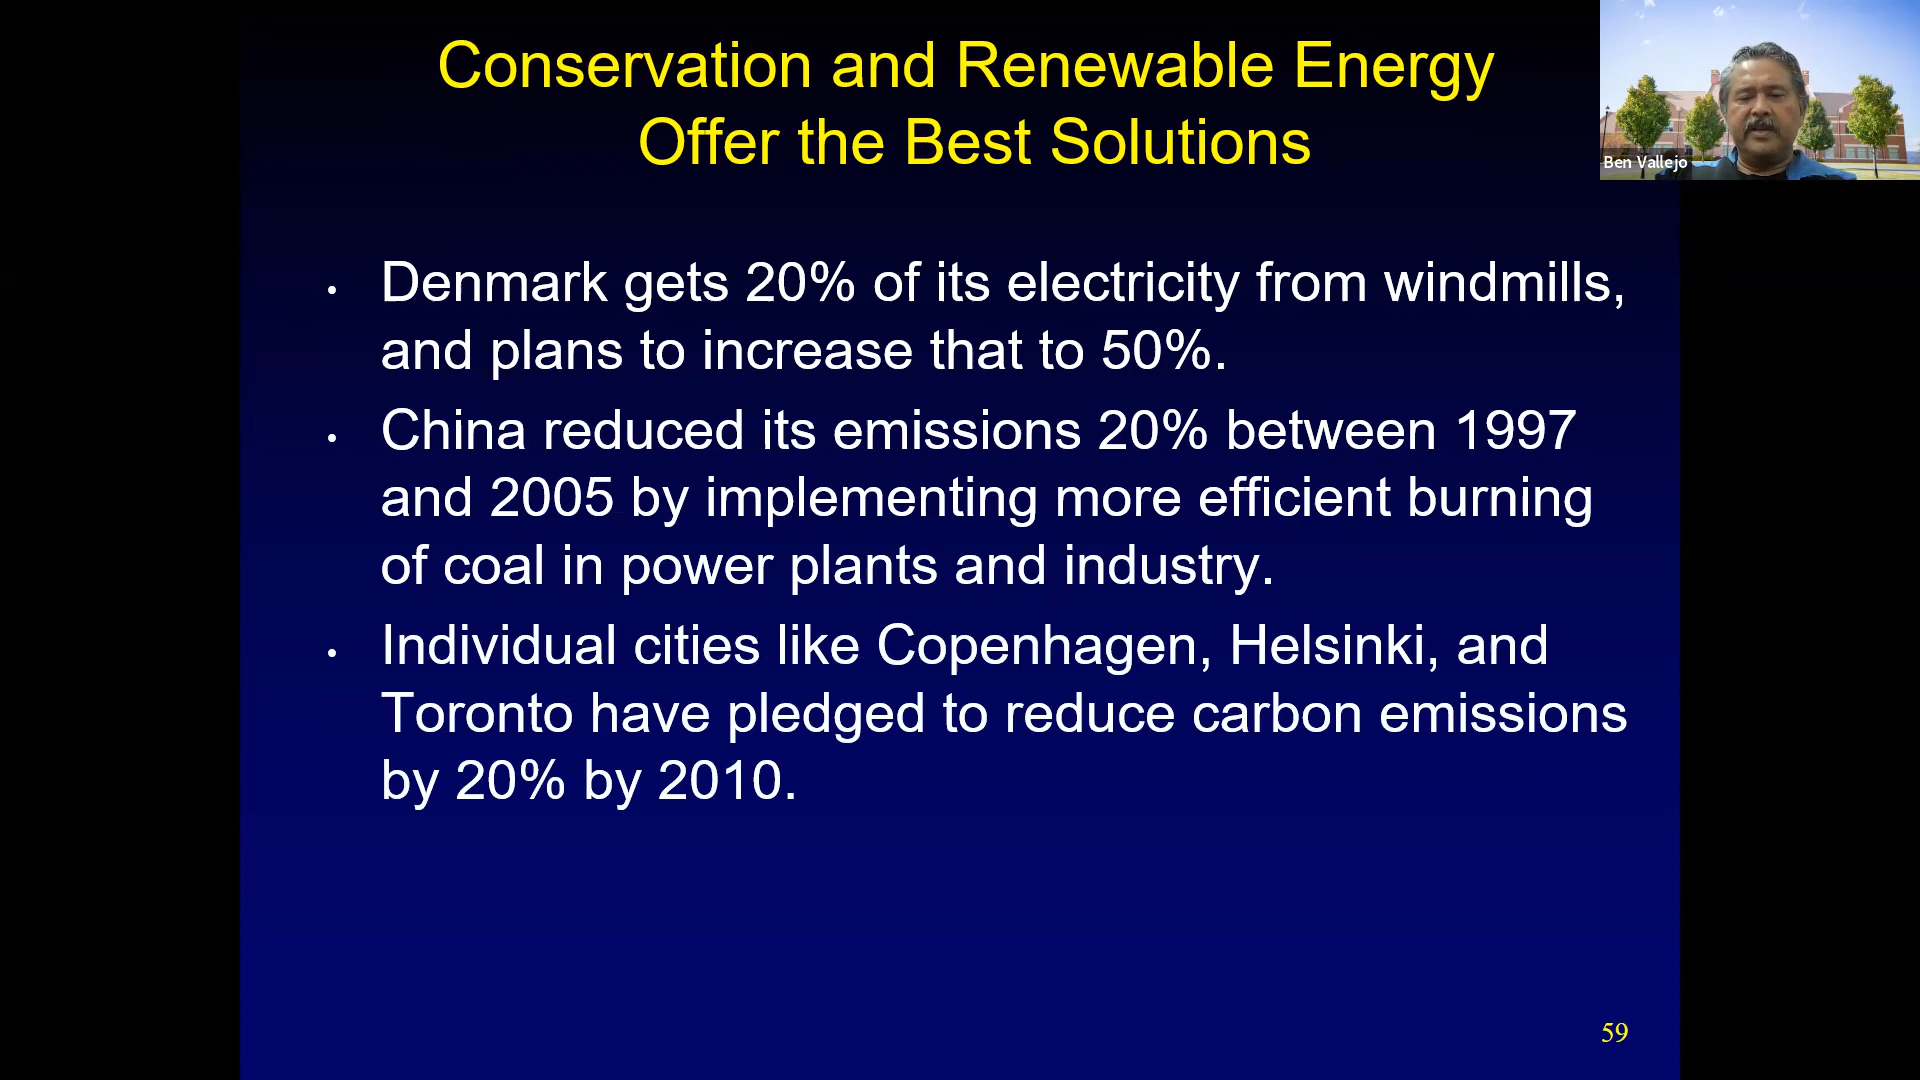 Conservation and Renewable Energy
Offer the Best Solutions
Ben Vallejo
• Denmark gets 20% of its electricity from windmills,
and plans to increase that to 50%.
• China reduced its emissions 20% between 1997
and 2005 by implementing more efficient burning
of coal in power plants and industry.
• Individual cities like Copenhagen, Helsinki, and
Toronto have pledged to reduce carbon emissions
by 20% by 2010.
59